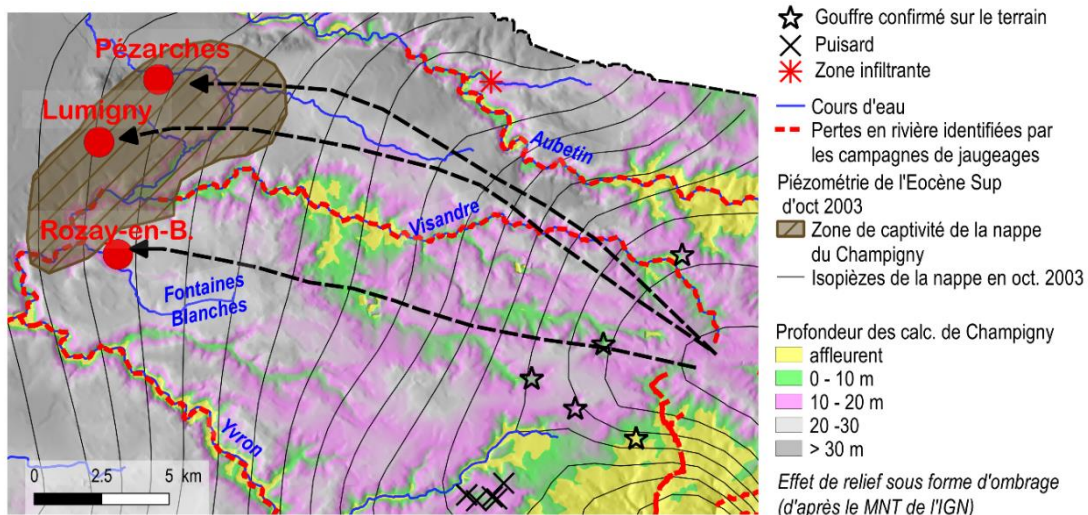 Pézarches
Lumigny
Rozay-en-B.
Fontaines
Blanches
Visandre
Aubetin
Yvron
0 2.5 5 km
Gouffre confirmé sur le terrain
Puisard
Zone infiltrante
Cours d'eau
Pertes en rivière identifiées par
les campagnes de jaugeages
Piézométrie de l'Eocène Sup
d'oct 2003
Zone de captivité de la nappe
du Champigny
Isopièzes de la nappe en oct. 2003
Profondeur des calc. de Champigny
affleurent
0 - 10 m
10 - 20 m
20 -30
> 30 m
Effet de relief sous forme d'ombrage
(d'après le MNT de l'IGN)